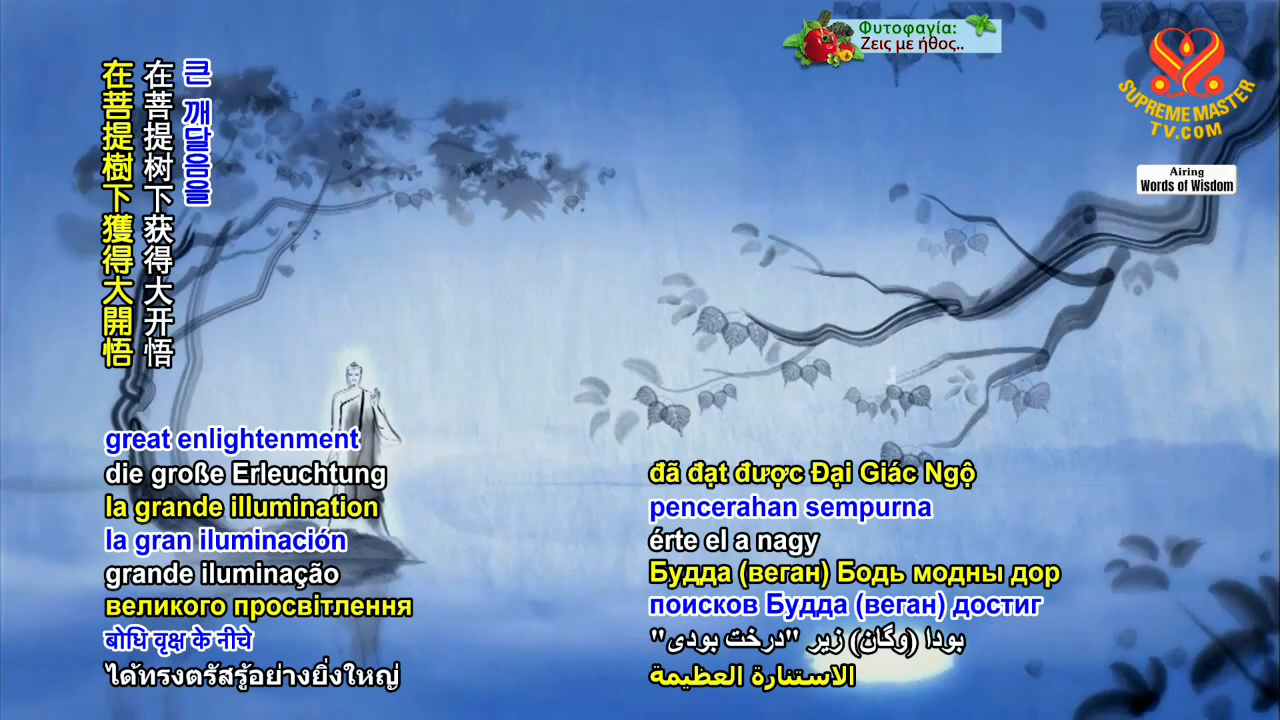 Φυτοφαγία:
Ζεις με ήθος..
SUPREME MASTER
TV.COM
Airing
Words of Wisdom
큰 깨달음을
在菩提树下获得大开悟
在菩提樹下獲得大開悟
great enlightenment
die große Erleuchtung
la grande illumination
la gran iluminación
grande iluminação
великого просвітлення
बोधि वृक्ष के नीचे
ได้ทรงตรัสรู้อย่างยิ่งใหญ่
đã đạt được Đại Giác Ngộ
pencerahan sempurna
érte el a nagy
Будда (веган) Бодь модны дор
поисков Будда (веган) достиг
بودا (وگان) زیر "درخت بودی"
الاستنارة العظيمة